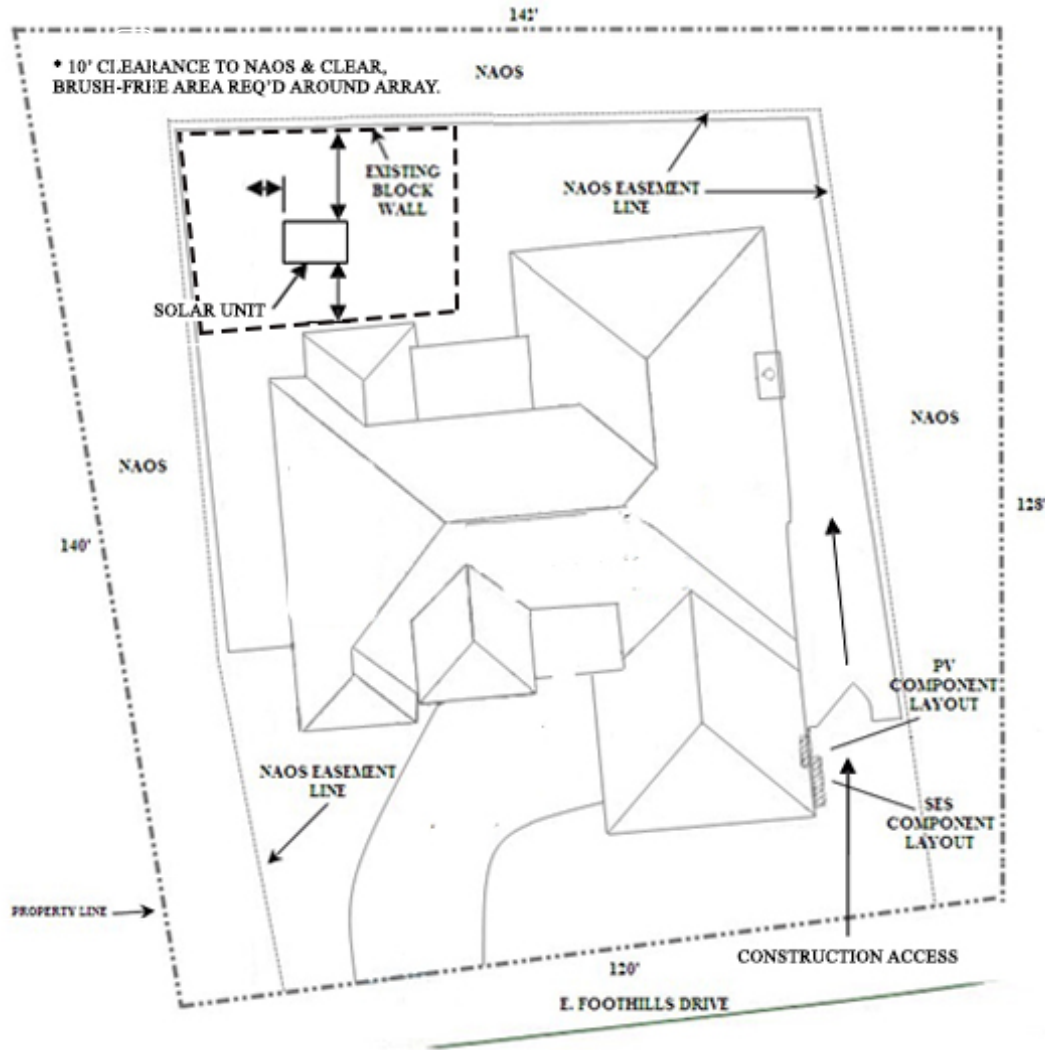 142'
* 10' CLEARANCE TO NAOS & CLEAR,
BRUSH-FREE AREA REQ'D AROUND ARRAY.
NAOS
EXISTING
BLOCK
WALL
NAOS EASEMENT
LINE
SOLAR UNIT
NAOS
NAOS
128'
140'
PV
COMPONENT
LAYOUT
NAOS EASEMENT
LINE
SES
COMPONENT
LAYOUT
PROPERTY LINE
CONSTRUCTION ACCESS
120'
E. FOOTHILLS DRIVE